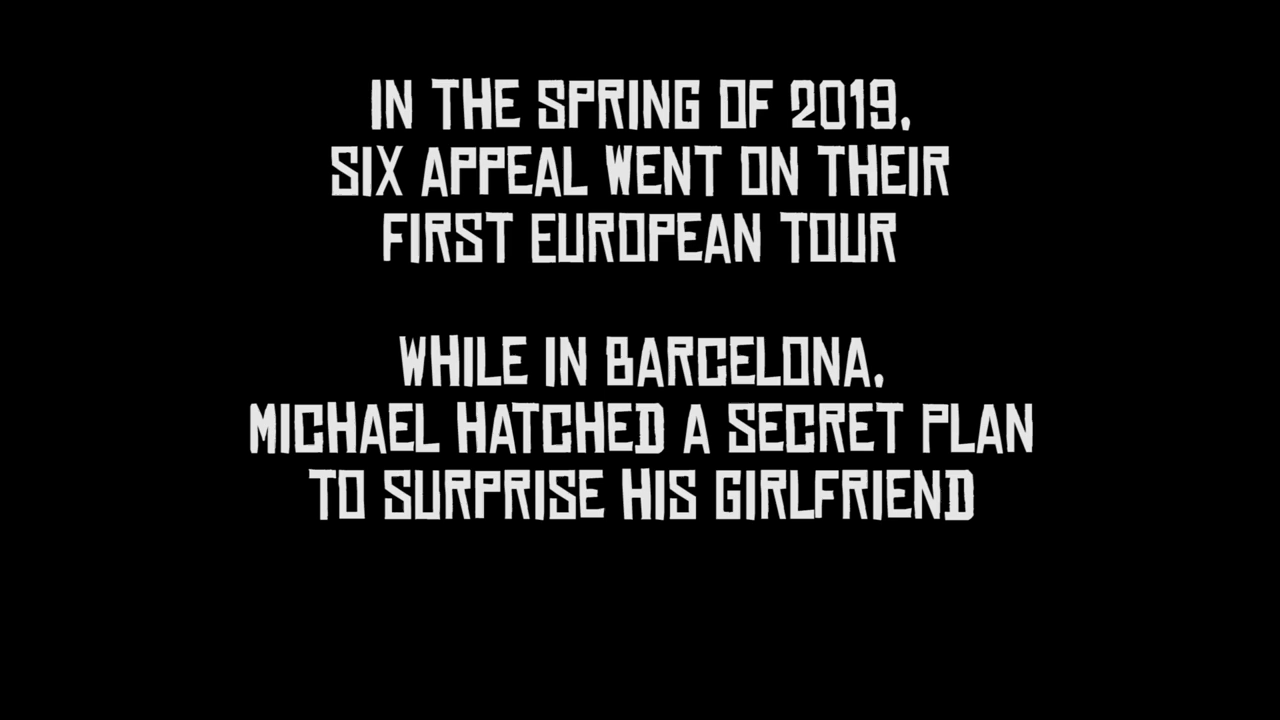 IN THE SPRING OF 2019,
SIX APPEAL WENT ON THEIR
FIRST EUROPEAN TOUR
WHILE IN BARCELONA,
MICHAEL HATCHED A SECRET PLAN
TO SURPRISE HIS GIRLFRIEND